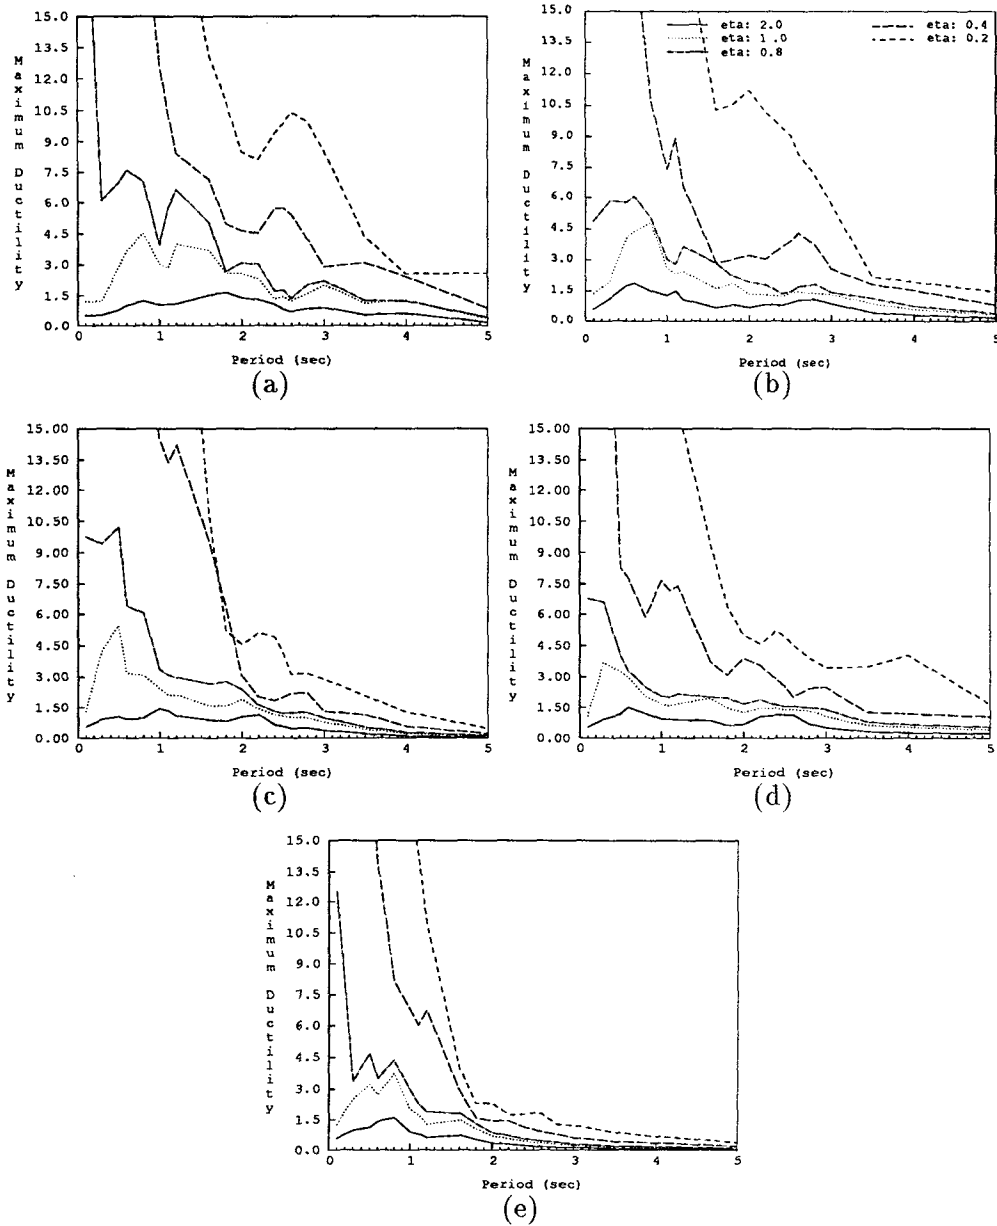 15.0
13.5
12.0
10.5
9.0
7.5
6.0
4.5
3.0
1.5
0.0
Maximum Ductility
0 1 2 3 4 5
Period (sec)
(a)
15.0
13.5
12.0
10.5
9.0
7.5
6.0
4.5
3.0
1.5
0.0
Maximum Ductility
eta: 2.0
eta: 1.0
eta: 0.8
eta: 0.4
eta: 0.2
0 1 2 3 4 5
Period (sec)
(b)
15.00
13.50
12.00
10.50
9.00
7.50
6.00
4.50
3.00
1.50
0.00
Maximum Ductility
0 1 2 3 4 5
Period (sec)
(c)
15.00
13.50
12.00
10.50
9.00
7.50
6.00
4.50
3.00
1.50
0.00
Maximum Ductility
0 1 2 3 4 5
Period (sec)
(d)
15.0
13.5
12.0
10.5
9.0
7.5
6.0
4.5
3.0
1.5
0.0
Maximum Ductility
0 1 2 3 4 5
Period (sec)
(e)